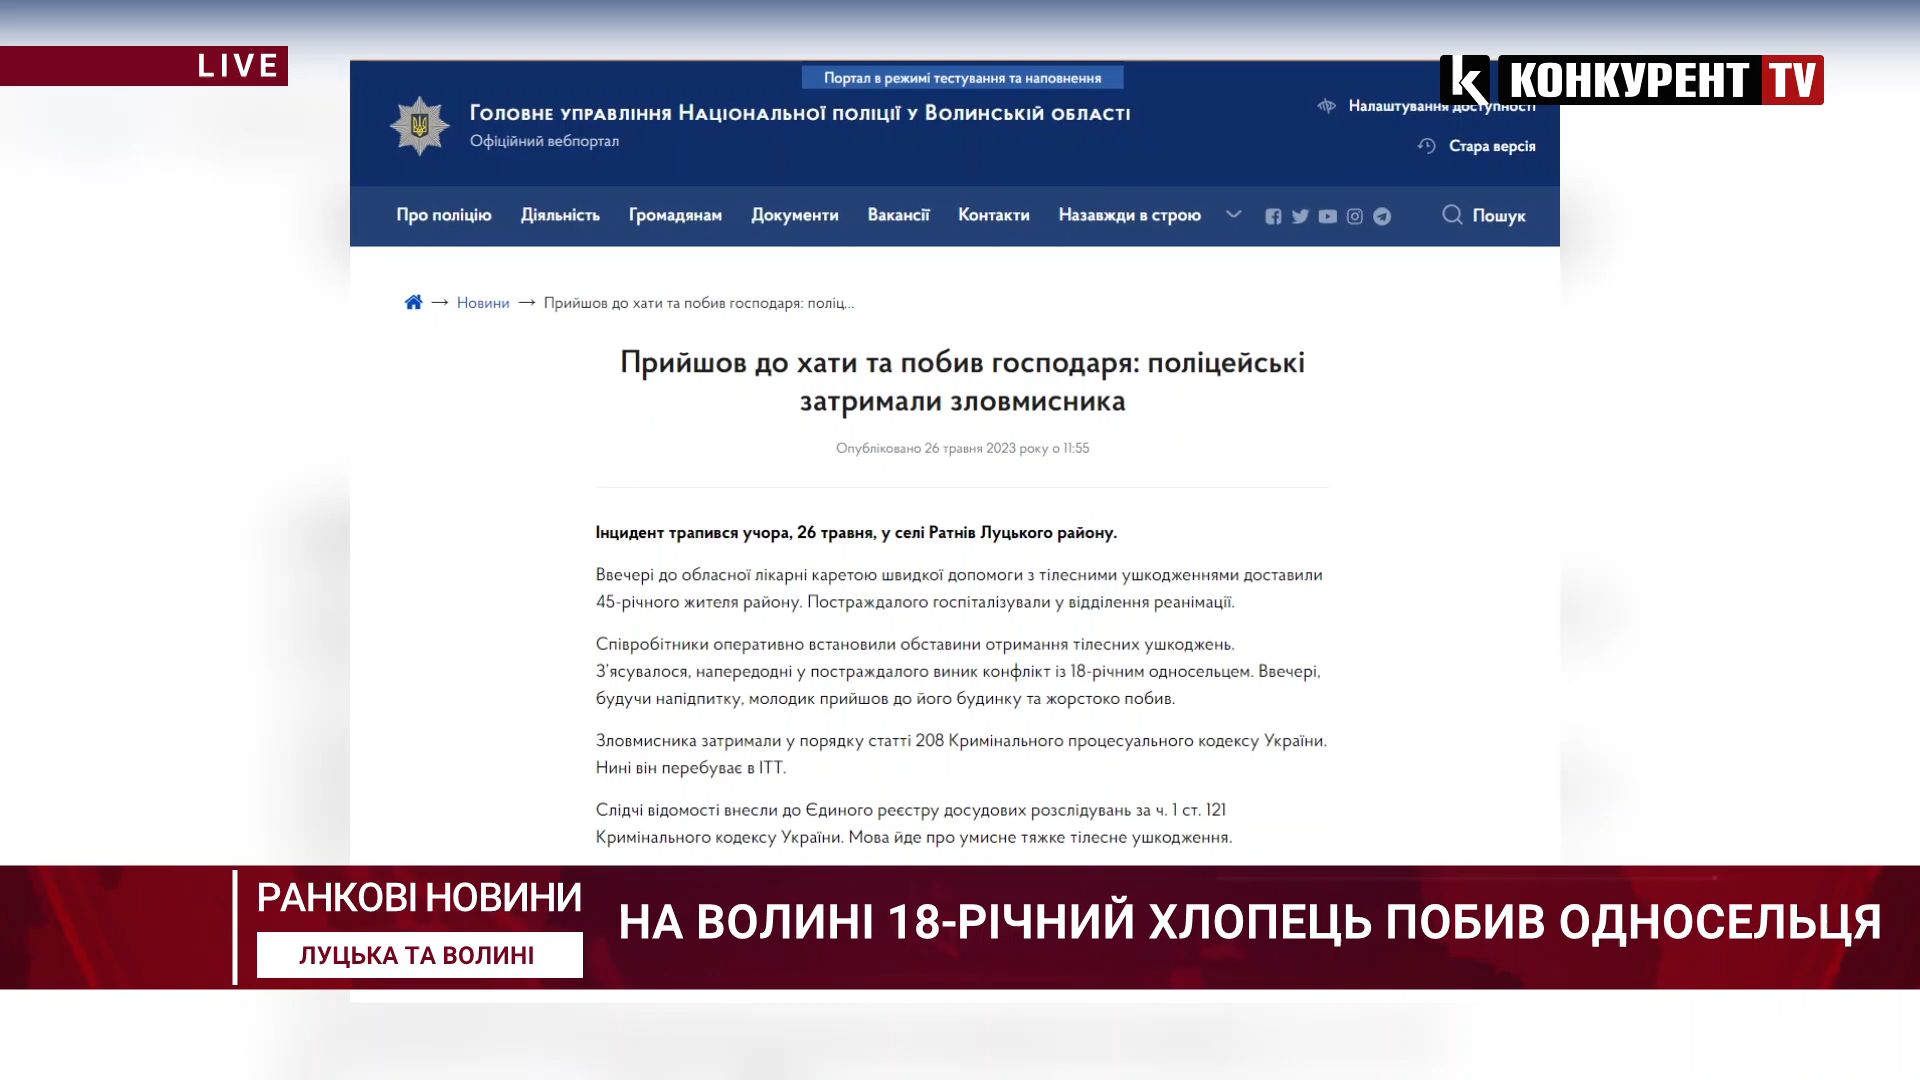 LIVE
КОНКУРЕНТ TV
Портал в режимі тестування та наповнення
Головне управління Національної поліції у Волинській області
Офіційний вебпортал
Налаштування доступності
Стара версія
Про поліцію Діяльність Громадянам Документи Вакансії Контакти Назавжди в строю Пошук
Новини → Прийшов до хати та побив господаря: поліц...
Прийшов до хати та побив господаря: поліцейські
затримали зловмисника
Опубліковано 26 травня 2023 року о 11:55
Інцидент трапився учора, 26 травня, у селі Ратнів Луцького району.
Ввечері до обласної лікарні каретою швидкої допомоги з тілесними ушкодженнями доставили
45-річного жителя району. Постраждалого госпіталізували у відділення реанімації.
Співробітники оперативно встановили обставини отримання тілесних ушкоджень.
З’ясувалося, напередодні у постраждалого виник конфлікт із 18-річним односельцем. Ввечері,
будучи напідпитку, молодик прийшов до його будинку та жорстоко побив.
Зловмисника затримали у порядку статті 208 Кримінального процесуального кодексу України.
Нині він перебуває в ІТТ.
Слідчі відомості внесли до Єдиного реєстру досудових розслідувань за ч. 1 ст. 121
Кримінального кодексу України. Мова йде про умисне тяжке тілесне ушкодження.
РАНКОВІ НОВИНИ
ЛУЦЬКА ТА ВОЛИНІ
НА ВОЛИНІ 18-РІЧНИЙ ХЛОПЕЦЬ ПОБИВ ОДНОСЕЛЬЦЯ